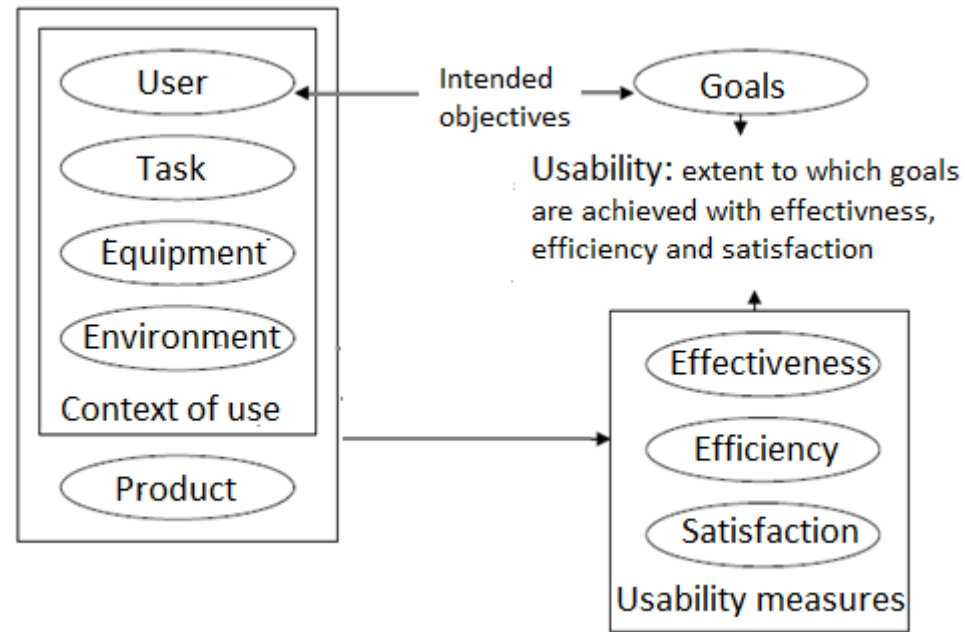 User
Task
Equipment
Environment
Context of use
Product
Intended
objectives
Goals
Usability: extent to which goals
are achieved with effectivness,
efficiency and satisfaction
Effectiveness
Efficiency
Satisfaction
Usability measures